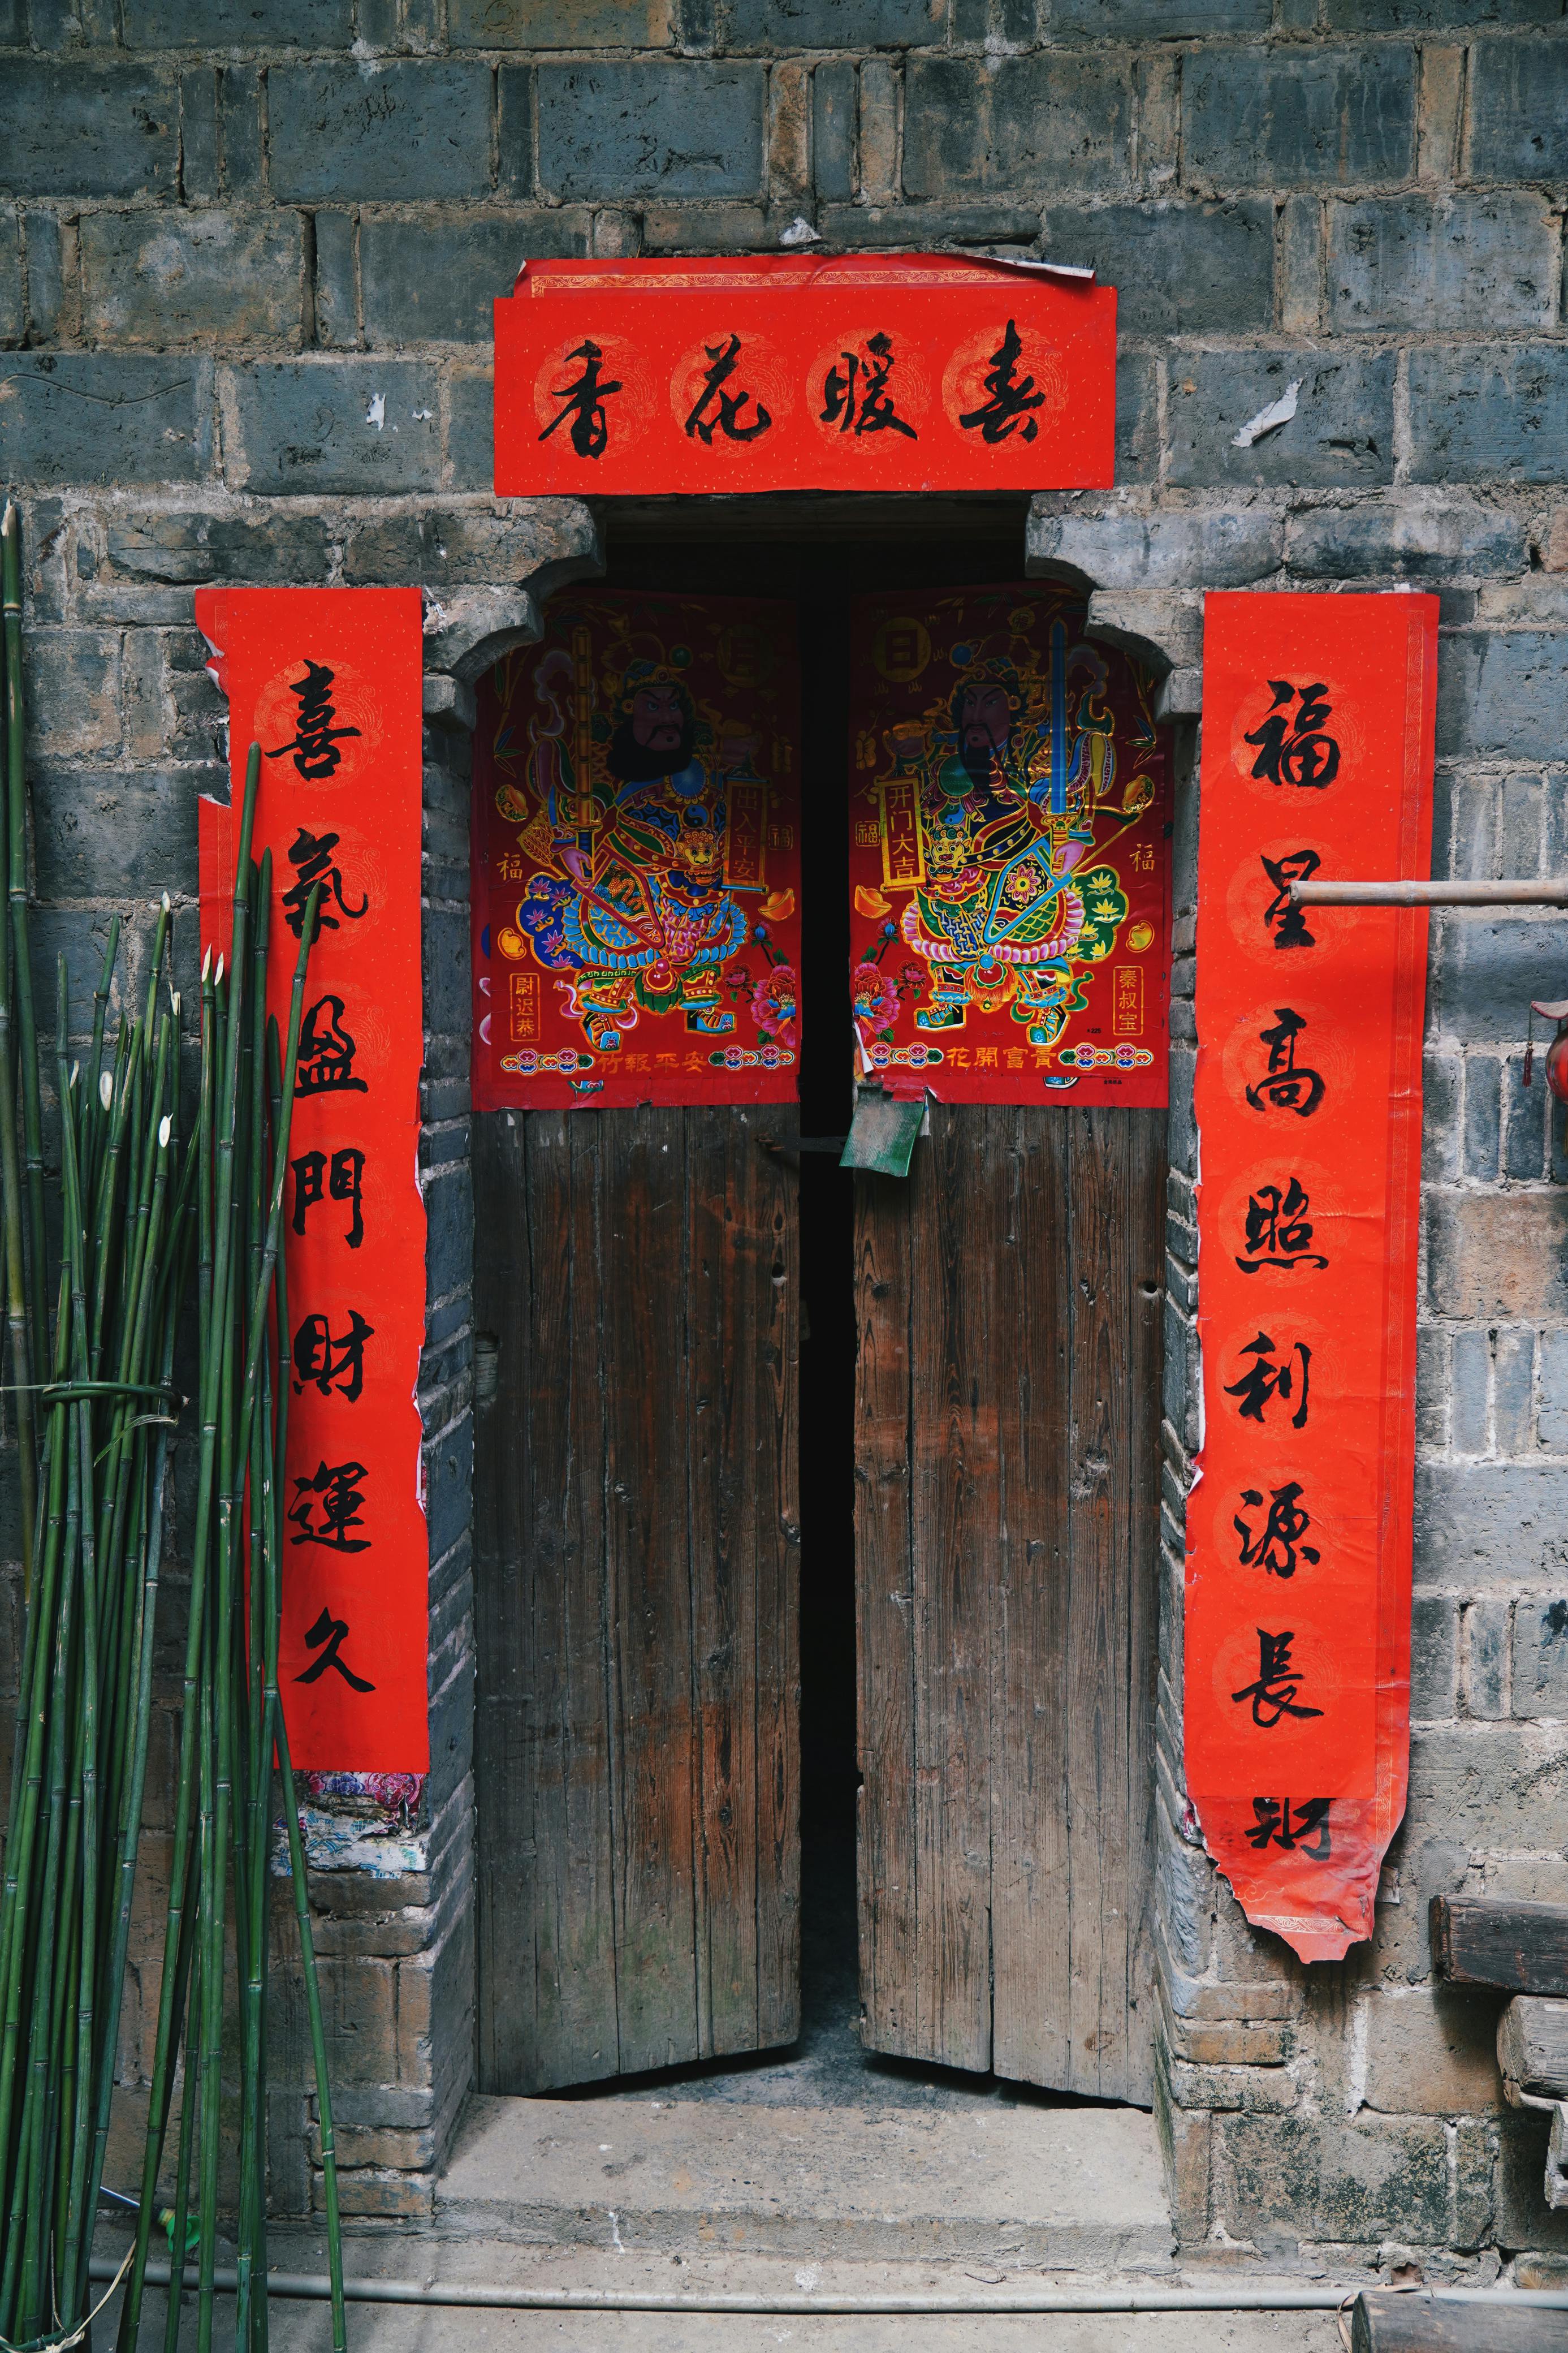 春暖花香
福星高照利源長
財
喜氣盈門財運久
开门大吉
福
福
秦叔宝
花開富貴
出入平安
福
福
尉迟恭
竹報平安